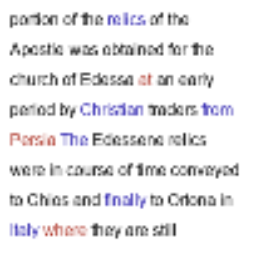 portion of the relics of the
Apostle was obtained for the
church of Edessa at an early
period by Christian traders from
Persia The Edessene relics
were in course of time conveyed
to Chios and finally to Ortona in
Italy where they are still